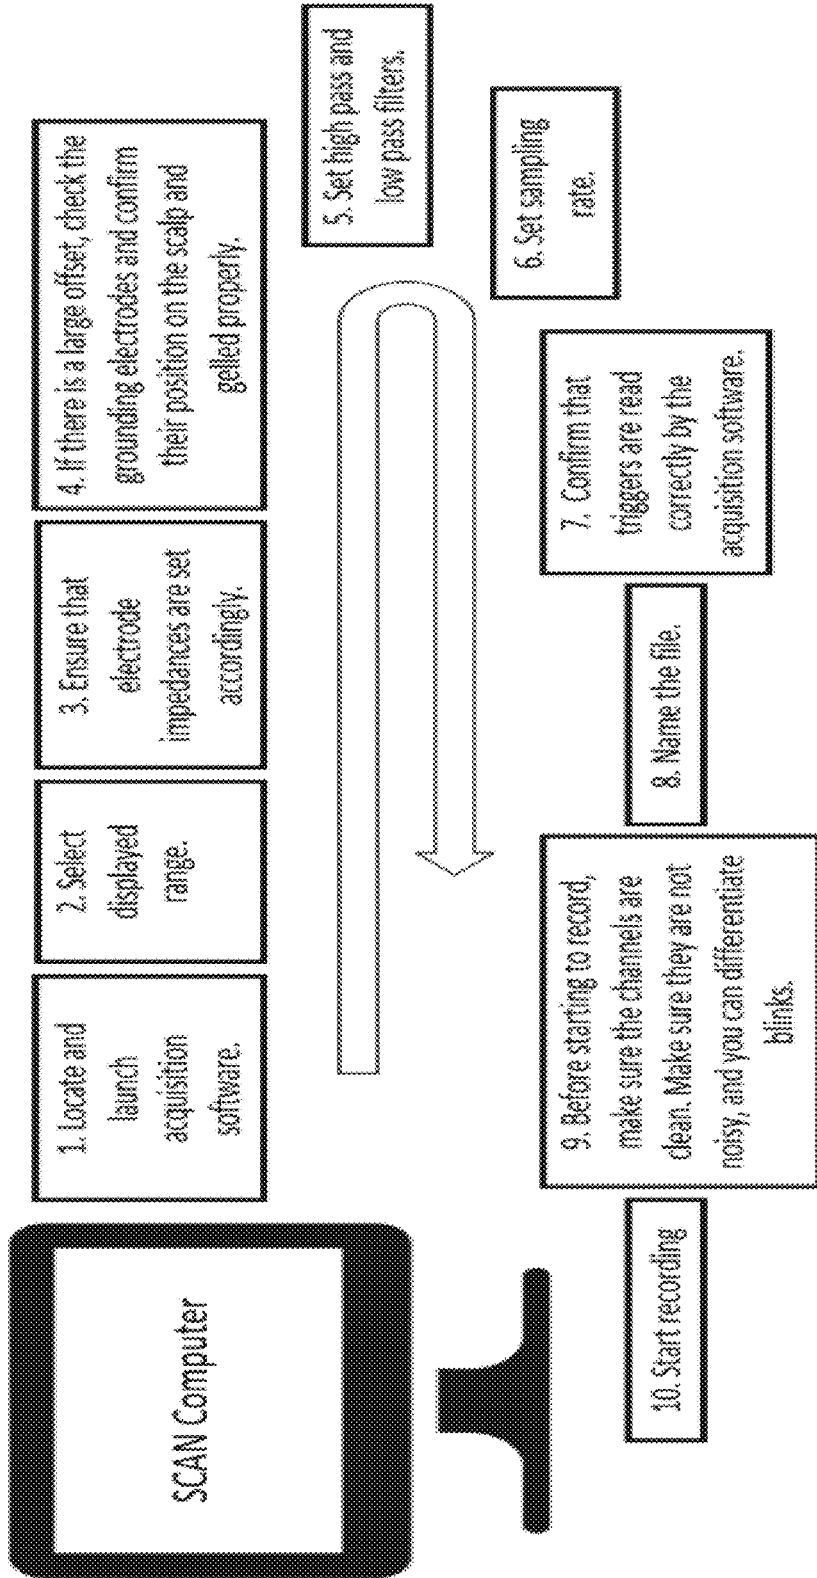 SCAN Computer
1. Locate and
launch
acquisition
software.
2. Select
displayed
range.
3. Ensure that
electrode
impedances are set
accordingly.
4. If there is a large offset, check the
grounding electrodes and confirm
their position on the scalp and
gelled properly.
5. Set high pass and
low pass filters.
6. Set sampling
rate.
7. Confirm that
triggers are read
correctly by the
acquisition software.
8. Name the file.
9. Before starting to record,
make sure the channels are
clean. Make sure they are not
noisy, and you can differentiate
blinks.
10. Start recording